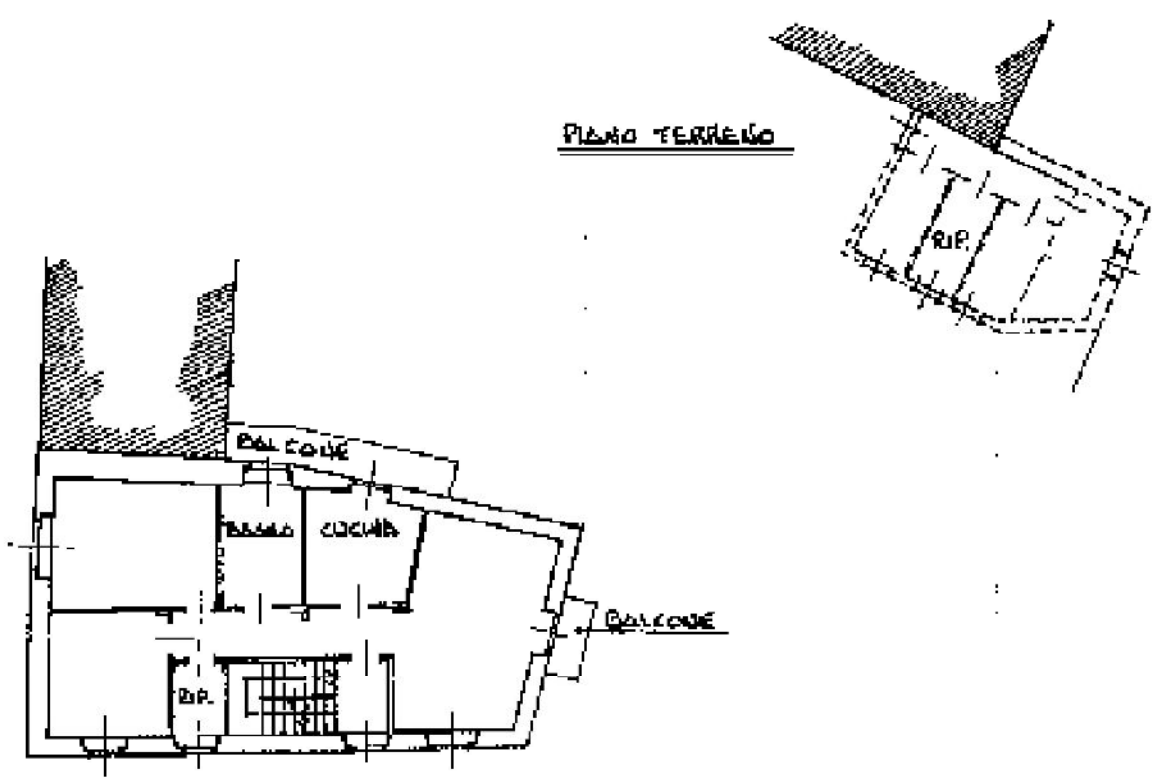 PIANO TERRENO
RIP.
BALCONE
BAGNO
CUCINA
BALCONE
RIP.